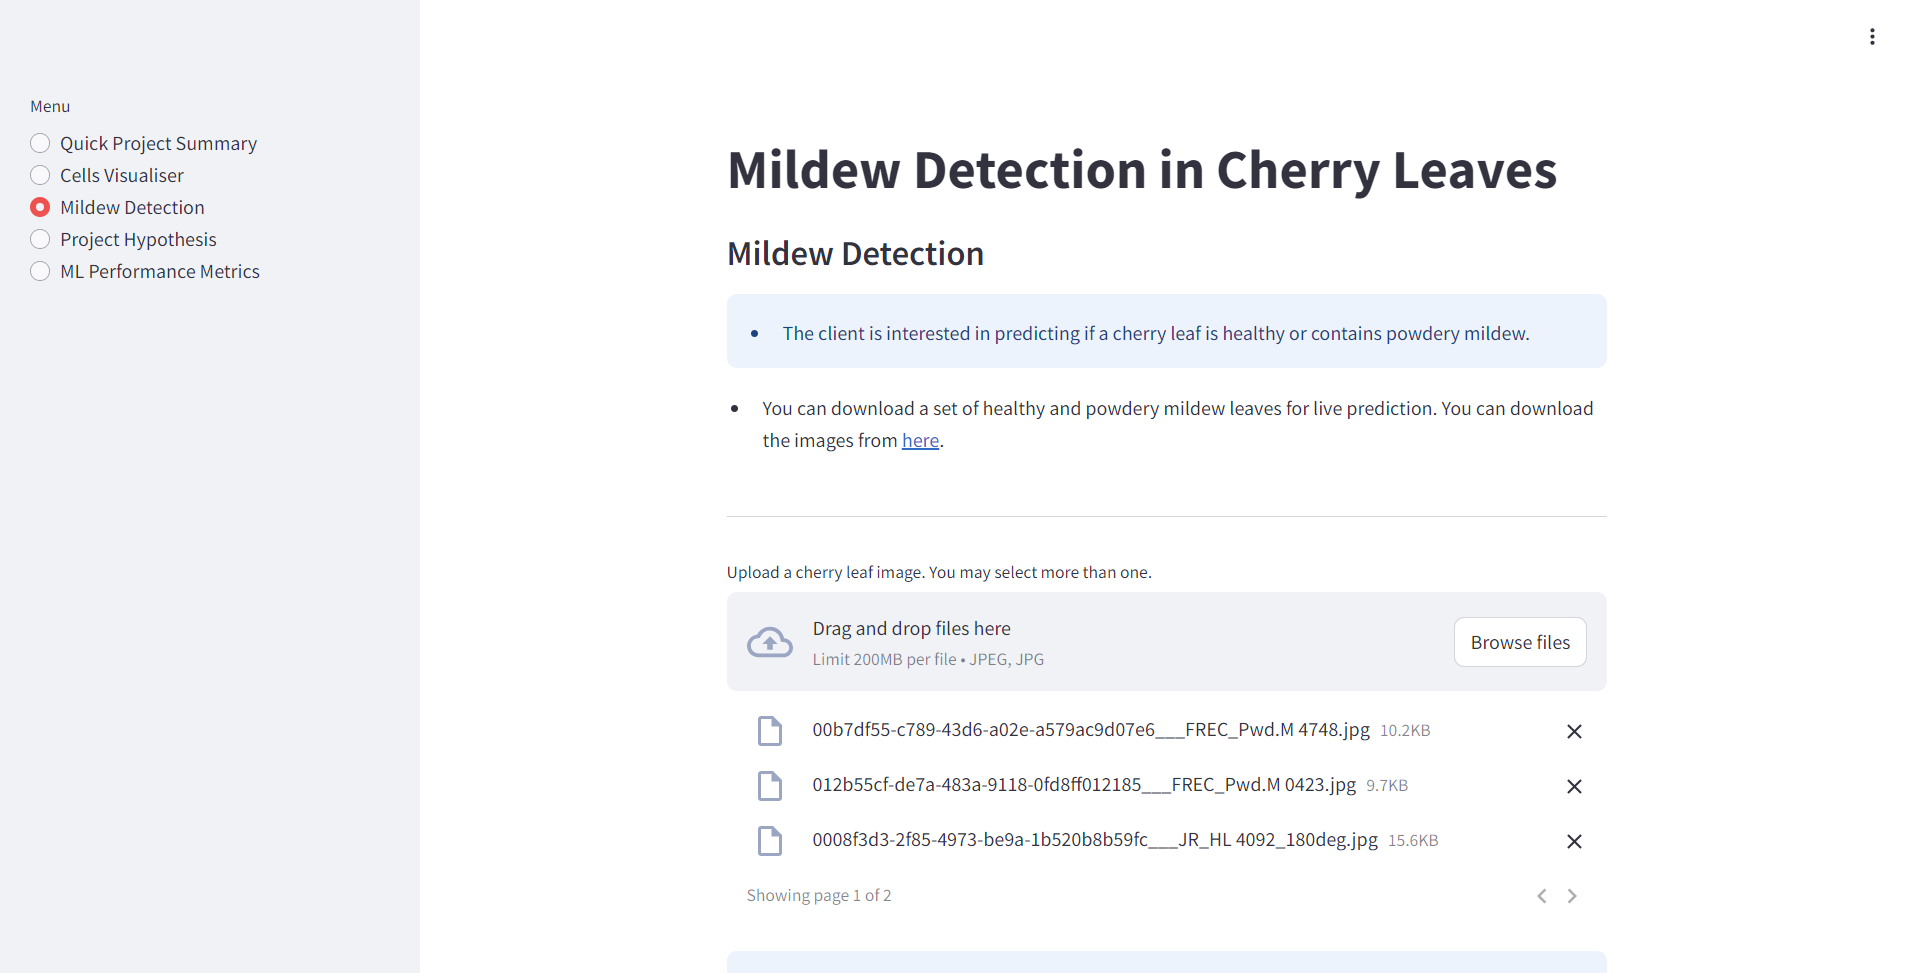 Menu
Quick Project Summary
Cells Visualiser
Mildew Detection
Project Hypothesis
ML Performance Metrics
Mildew Detection in Cherry Leaves
Mildew Detection
• The client is interested in predicting if a cherry leaf is healthy or contains powdery mildew.
• You can download a set of healthy and powdery mildew leaves for live prediction. You can download
the images from here.
Upload a cherry leaf image. You may select more than one.
Drag and drop files here
Limit 200MB per file • JPEG, JPG
Browse files
00b7df55-c789-43d6-a02e-a579ac9d07e6___FREC_Pwd.M 4748.jpg 10.2KB
012b55cf-de7a-483a-9118-0fd8ff012185___FREC_Pwd.M 0423.jpg 9.7KB
0008f3d3-2f85-4973-be9a-1b520b8b59fc___JR_HL 4092_180deg.jpg 15.6KB
Showing page 1 of 2